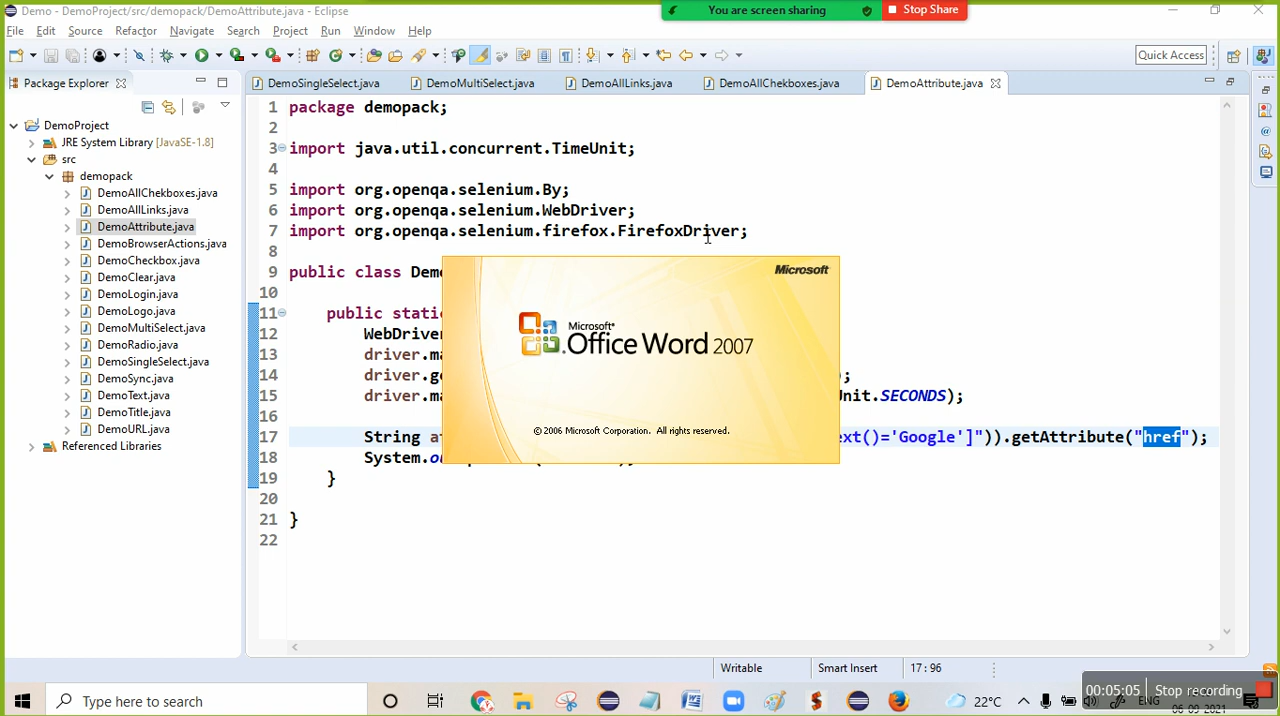 Demo - DemoProject/src/demopack/DemoAttribute.java - Eclipse
You are screen sharing
Stop Share
File Edit Source Refactor Navigate Search Project Run Window Help
Quick Access
Package Explorer
DemoSingleSelect.java DemoMultiSelect.java DemoAllLinks.java DemoAllChekboxes.java DemoAttribute.java
DemoProject
JRE System Library [JavaSE-1.8]
src
demopack
DemoAllChekboxes.java
DemoAllLinks.java
DemoAttribute.java
DemoBrowserActions.java
DemoCheckbox.java
DemoClear.java
DemoLogin.java
DemoLogo.java
DemoMultiSelect.java
DemoRadio.java
DemoSingleSelect.java
DemoSync.java
DemoText.java
DemoTitle.java
DemoURL.java
Referenced Libraries
1 package demopack;
2
3 import java.util.concurrent.TimeUnit;
4
5 import org.openqa.selenium.By;
6 import org.openqa.selenium.WebDriver;
7 import org.openqa.selenium.firefox.FirefoxDriver;
8
9 public class Dem
10
11 public stati
12 WebDriver
13 driver.ma
14 driver.ge ;
15 driver.ma Unit.SECONDS);
16
17 String a ext()='Google']")).getAttribute("href");
18 System.o
19 }
20
21 }
22
Microsoft
Microsoft
Office Word 2007
© 2006 Microsoft Corporation. All rights reserved.
Writable Smart Insert 17 : 96
00:05:05 Stop recording
Type here to search
22°C
ENG
06-09-2021